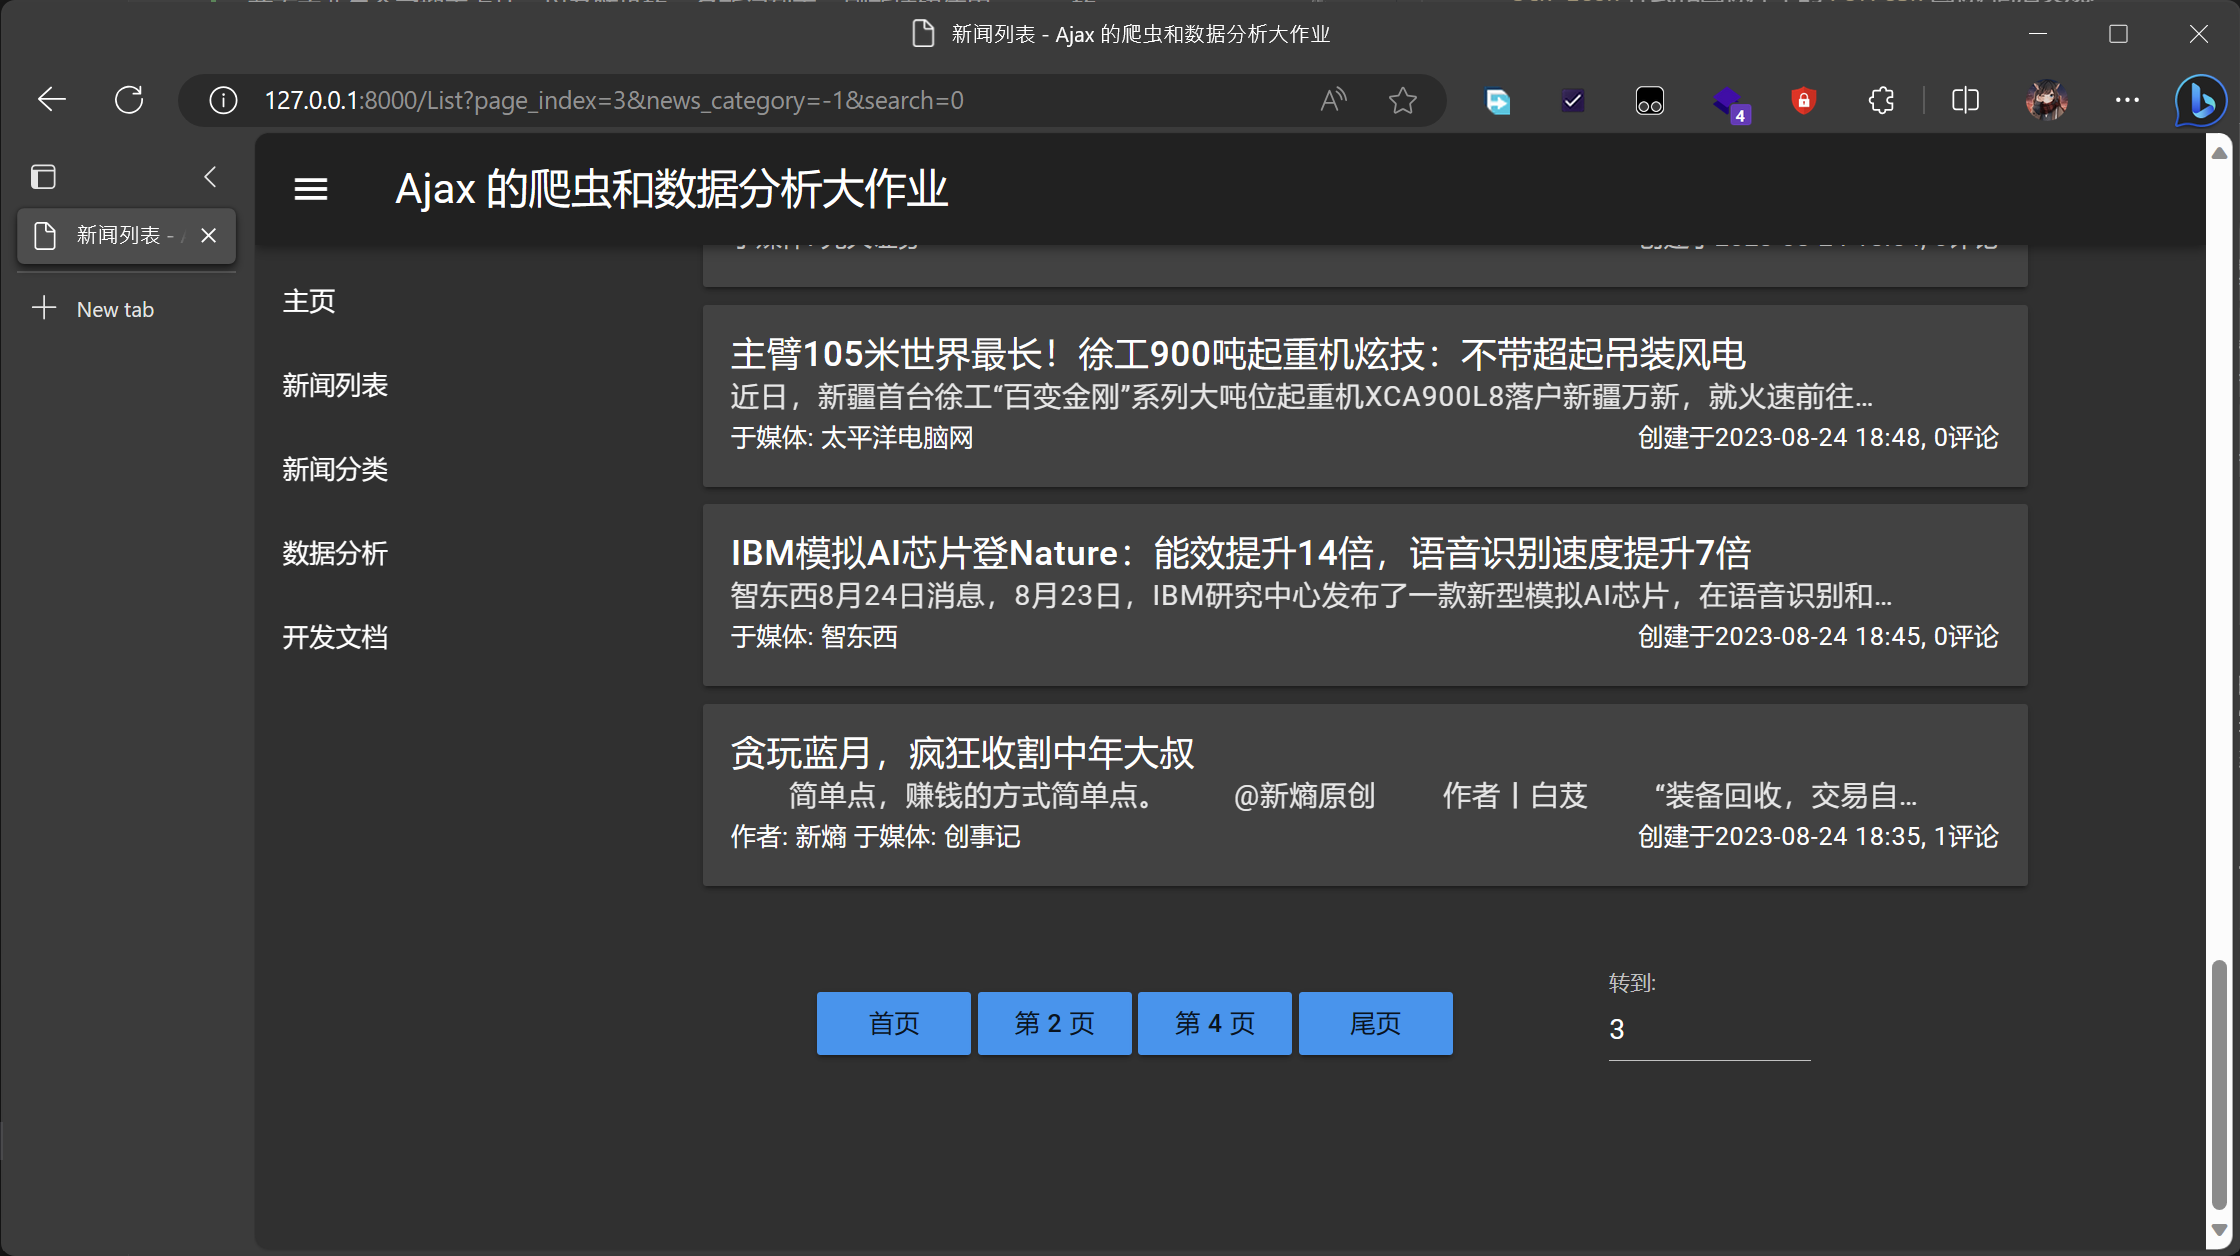 新闻列表 - Ajax 的爬虫和数据分析大作业
127.0.0.1:8000/List?page_index=3&news_category=-1&search=0
4
新闻列表 -
New tab
Ajax 的爬虫和数据分析大作业
主页
新闻列表
新闻分类
数据分析
开发文档
主臂105米世界最长！徐工900吨起重机炫技：不带超起吊装风电
近日，新疆首台徐工“百变金刚”系列大吨位起重机XCA900L8落户新疆万新，就火速前往...
于媒体: 太平洋电脑网 创建于2023-08-24 18:48, 0评论
IBM模拟AI芯片登Nature：能效提升14倍，语音识别速度提升7倍
智东西8月24日消息，8月23日，IBM研究中心发布了一款新型模拟AI芯片，在语音识别和...
于媒体: 智东西 创建于2023-08-24 18:45, 0评论
贪玩蓝月，疯狂收割中年大叔
简单点，赚钱的方式简单点。 @新熵原创 作者丨白芨 “装备回收，交易自...
作者: 新熵 于媒体: 创事记 创建于2023-08-24 18:35, 1评论
首页 第 2 页 第 4 页 尾页
转到:
3